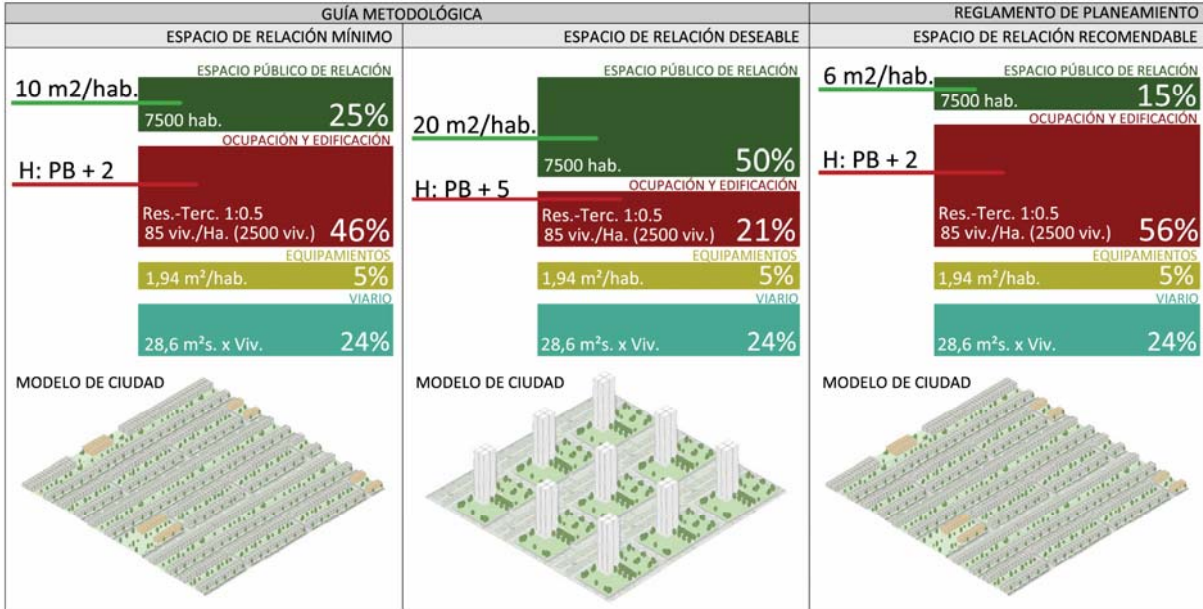 GUÍA METODOLÓGICA
REGLAMENTO DE PLANEAMIENTO
ESPACIO DE RELACIÓN MÍNIMO
ESPACIO DE RELACIÓN DESEABLE
ESPACIO DE RELACIÓN RECOMENDABLE
ESPACIO PÚBLICO DE RELACIÓN
10 m2/hab.
7500 hab. 25%
OCUPACIÓN Y EDIFICACIÓN
H: PB + 2
Res.-Terc. 1:0.5
85 viv./Ha. (2500 viv.) 46%
EQUIPAMIENTOS
1,94 m²/hab. 5%
VIARIO
28,6 m²s. x Viv. 24%
MODELO DE CIUDAD
ESPACIO PÚBLICO DE RELACIÓN
20 m2/hab.
7500 hab. 50%
OCUPACIÓN Y EDIFICACIÓN
H: PB + 5
Res.-Terc. 1:0.5
85 viv./Ha. (2500 viv.) 21%
EQUIPAMIENTOS
1,94 m²/hab. 5%
VIARIO
28,6 m²s. x Viv. 24%
MODELO DE CIUDAD
ESPACIO PÚBLICO DE RELACIÓN
6 m2/hab.
7500 hab. 15%
OCUPACIÓN Y EDIFICACIÓN
H: PB + 2
Res.-Terc. 1:0.5
85 viv./Ha. (2500 viv.) 56%
EQUIPAMIENTOS
1,94 m²/hab. 5%
VIARIO
28,6 m²s. x Viv. 24%
MODELO DE CIUDAD